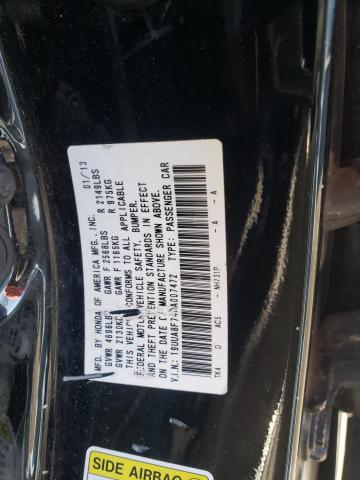 MFD. BY HONDA OF AMERICA MFG., INC. 01/13
GVWR 4696LBS GAWR F 2568LBS R 2149LBS
GVWR 2130KG GAWR F 1165KG R 975KG
THIS VEHICLE CONFORMS TO ALL APPLICABLE
FEDERAL MOTOR VEHICLE SAFETY, BUMPER,
AND THEFT PREVENTION STANDARDS IN EFFECT
ON THE DATE OF MANUFACTURE SHOWN ABOVE.
V.I.N.: TYPE: PASSENGER CAR
TK4 D AC5 - NH731P - A - A
SIDE AIRBAG